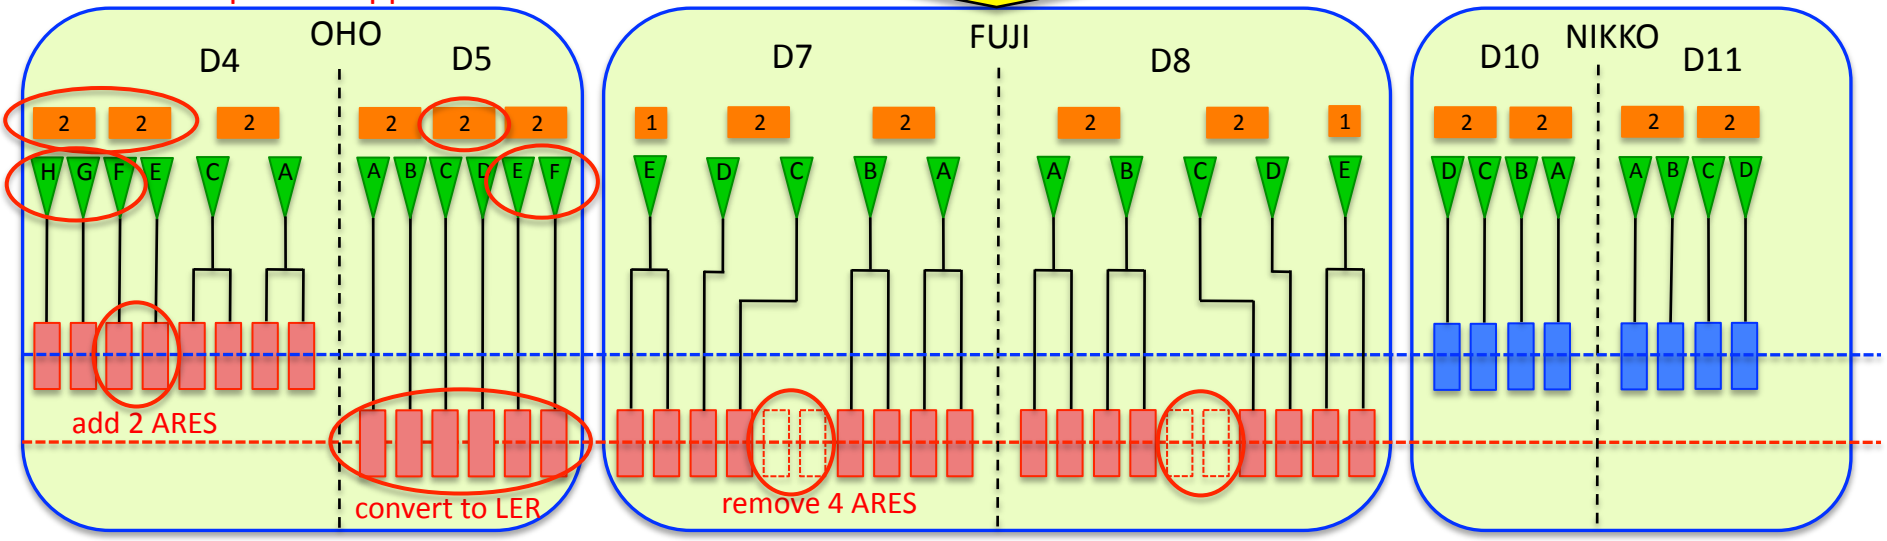 OHO
FUJI
NIKKO
D4
D5
D7
D8
D10
D11
2 2 2 2 2 2 1 2 2 2 2 1 2 2 2 2
H G F E C A A B C D E F E D C B A A B C D E D C B A A B C D
add 2 ARES
convert to LER
remove 4 ARES